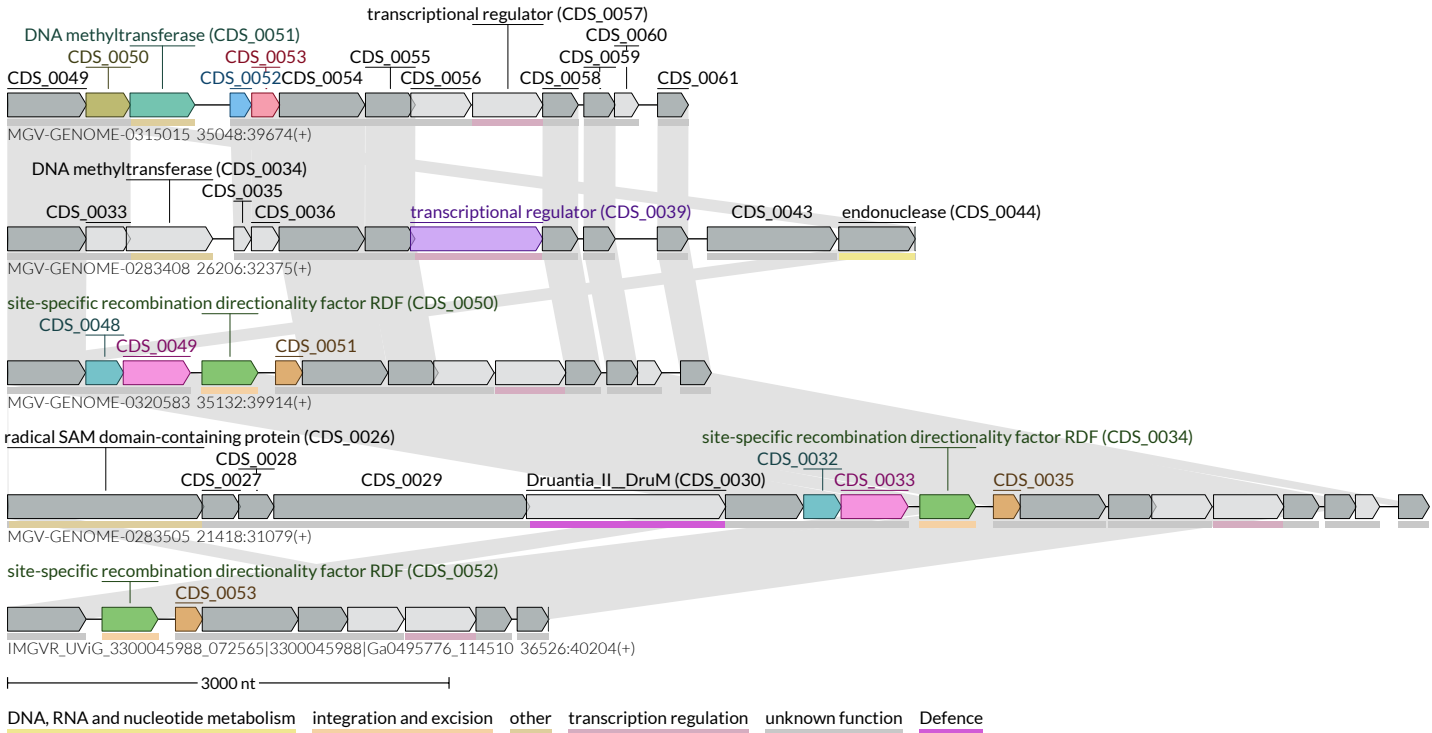 transcriptional regulator (CDS_0057)
DNA methyltransferase (CDS_0051) CDS_0060
CDS_0050 CDS_0053 CDS_0055 CDS_0059
CDS_0049 CDS_0052 CDS_0054 CDS_0056 CDS_0058 CDS_0061
MGV-GENOME-0315015 35048:39674(+)
DNA methyltransferase (CDS_0034)
CDS_0035
CDS_0033 CDS_0036 transcriptional regulator (CDS_0039) CDS_0043 endonuclease (CDS_0044)
MGV-GENOME-0283408 26206:32375(+)
site-specific recombination directionality factor RDF (CDS_0050)
CDS_0048
CDS_0049 CDS_0051
MGV-GENOME-0320583 35132:39914(+)
radical SAM domain-containing protein (CDS_0026) site-specific recombination directionality factor RDF (CDS_0034)
CDS_0028 CDS_0032
CDS_0027 CDS_0029 Druantia_II__DruM (CDS_0030) CDS_0033 CDS_0035
MGV-GENOME-0283505 21418:31079(+)
site-specific recombination directionality factor RDF (CDS_0052)
CDS_0053
IMGVR_UViG_3300045988_072565|3300045988|Ga0495776_114510 36526:40204(+)
3000 nt
DNA, RNA and nucleotide metabolism integration and excision other transcription regulation unknown function Defence